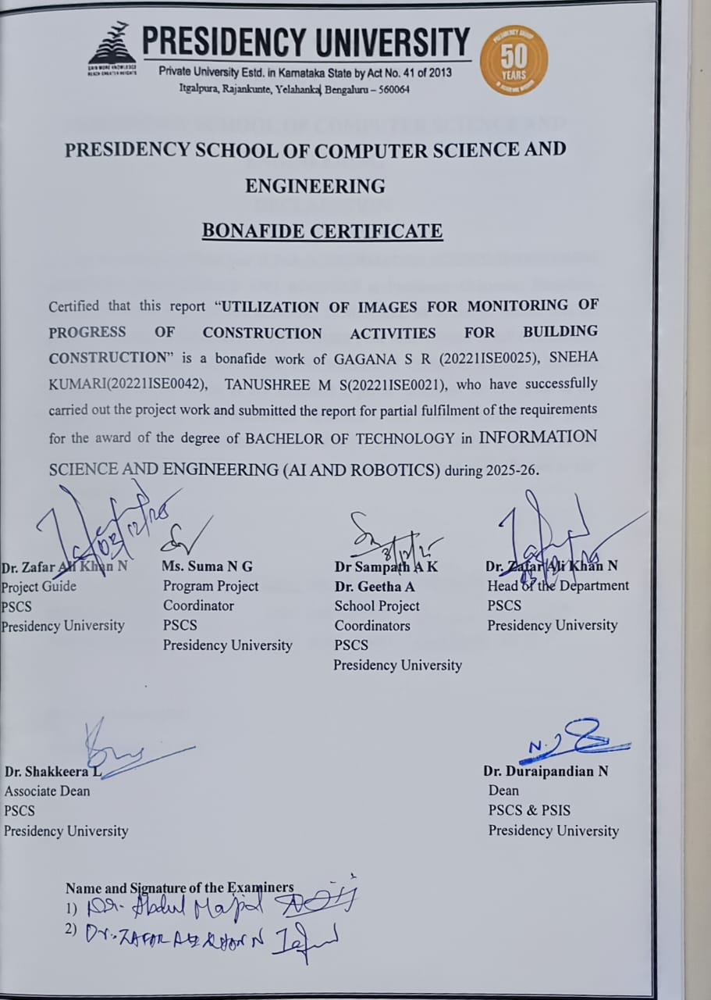 PRESIDENCY UNIVERSITY
GAIN MORE KNOWLEDGE
REACH GREATER HEIGHTS
Private University Estd. in Karnataka State by Act No. 41 of 2013
Itgalpura, Rajankunte, Yelahanka, Bengaluru – 560064
PRESIDENCY GROUP
50
YEARS
PRESIDENCY SCHOOL OF COMPUTER SCIENCE AND
ENGINEERING
BONAFIDE CERTIFICATE
Certified that this report “UTILIZATION OF IMAGES FOR MONITORING OF
PROGRESS OF CONSTRUCTION ACTIVITIES FOR BUILDING
CONSTRUCTION” is a bonafide work of GAGANA S R (20221ISE0025), SNEHA
KUMARI(20221ISE0042), TANUSHREE M S(20221ISE0021), who have successfully
carried out the project work and submitted the report for partial fulfilment of the requirements
for the award of the degree of BACHELOR OF TECHNOLOGY in INFORMATION
SCIENCE AND ENGINEERING (AI AND ROBOTICS) during 2025-26.
03/12/25
Dr. Zafar Ali Khan N
Project Guide
PSCS
Presidency University
Ms. Suma N G
Program Project
Coordinator
PSCS
Presidency University
Dr Sampath A K
Dr. Geetha A
School Project
Coordinators
PSCS
Presidency University
Dr. Zafar Ali Khan N
Head of the Department
PSCS
Presidency University
Dr. Shakkeera L
Associate Dean
PSCS
Presidency University
Dr. Duraipandian N
Dean
PSCS & PSIS
Presidency University
Name and Signature of the Examiners
1) Dr. Abdul Majid
2) Dr. ZAFAR ALI KHAN N